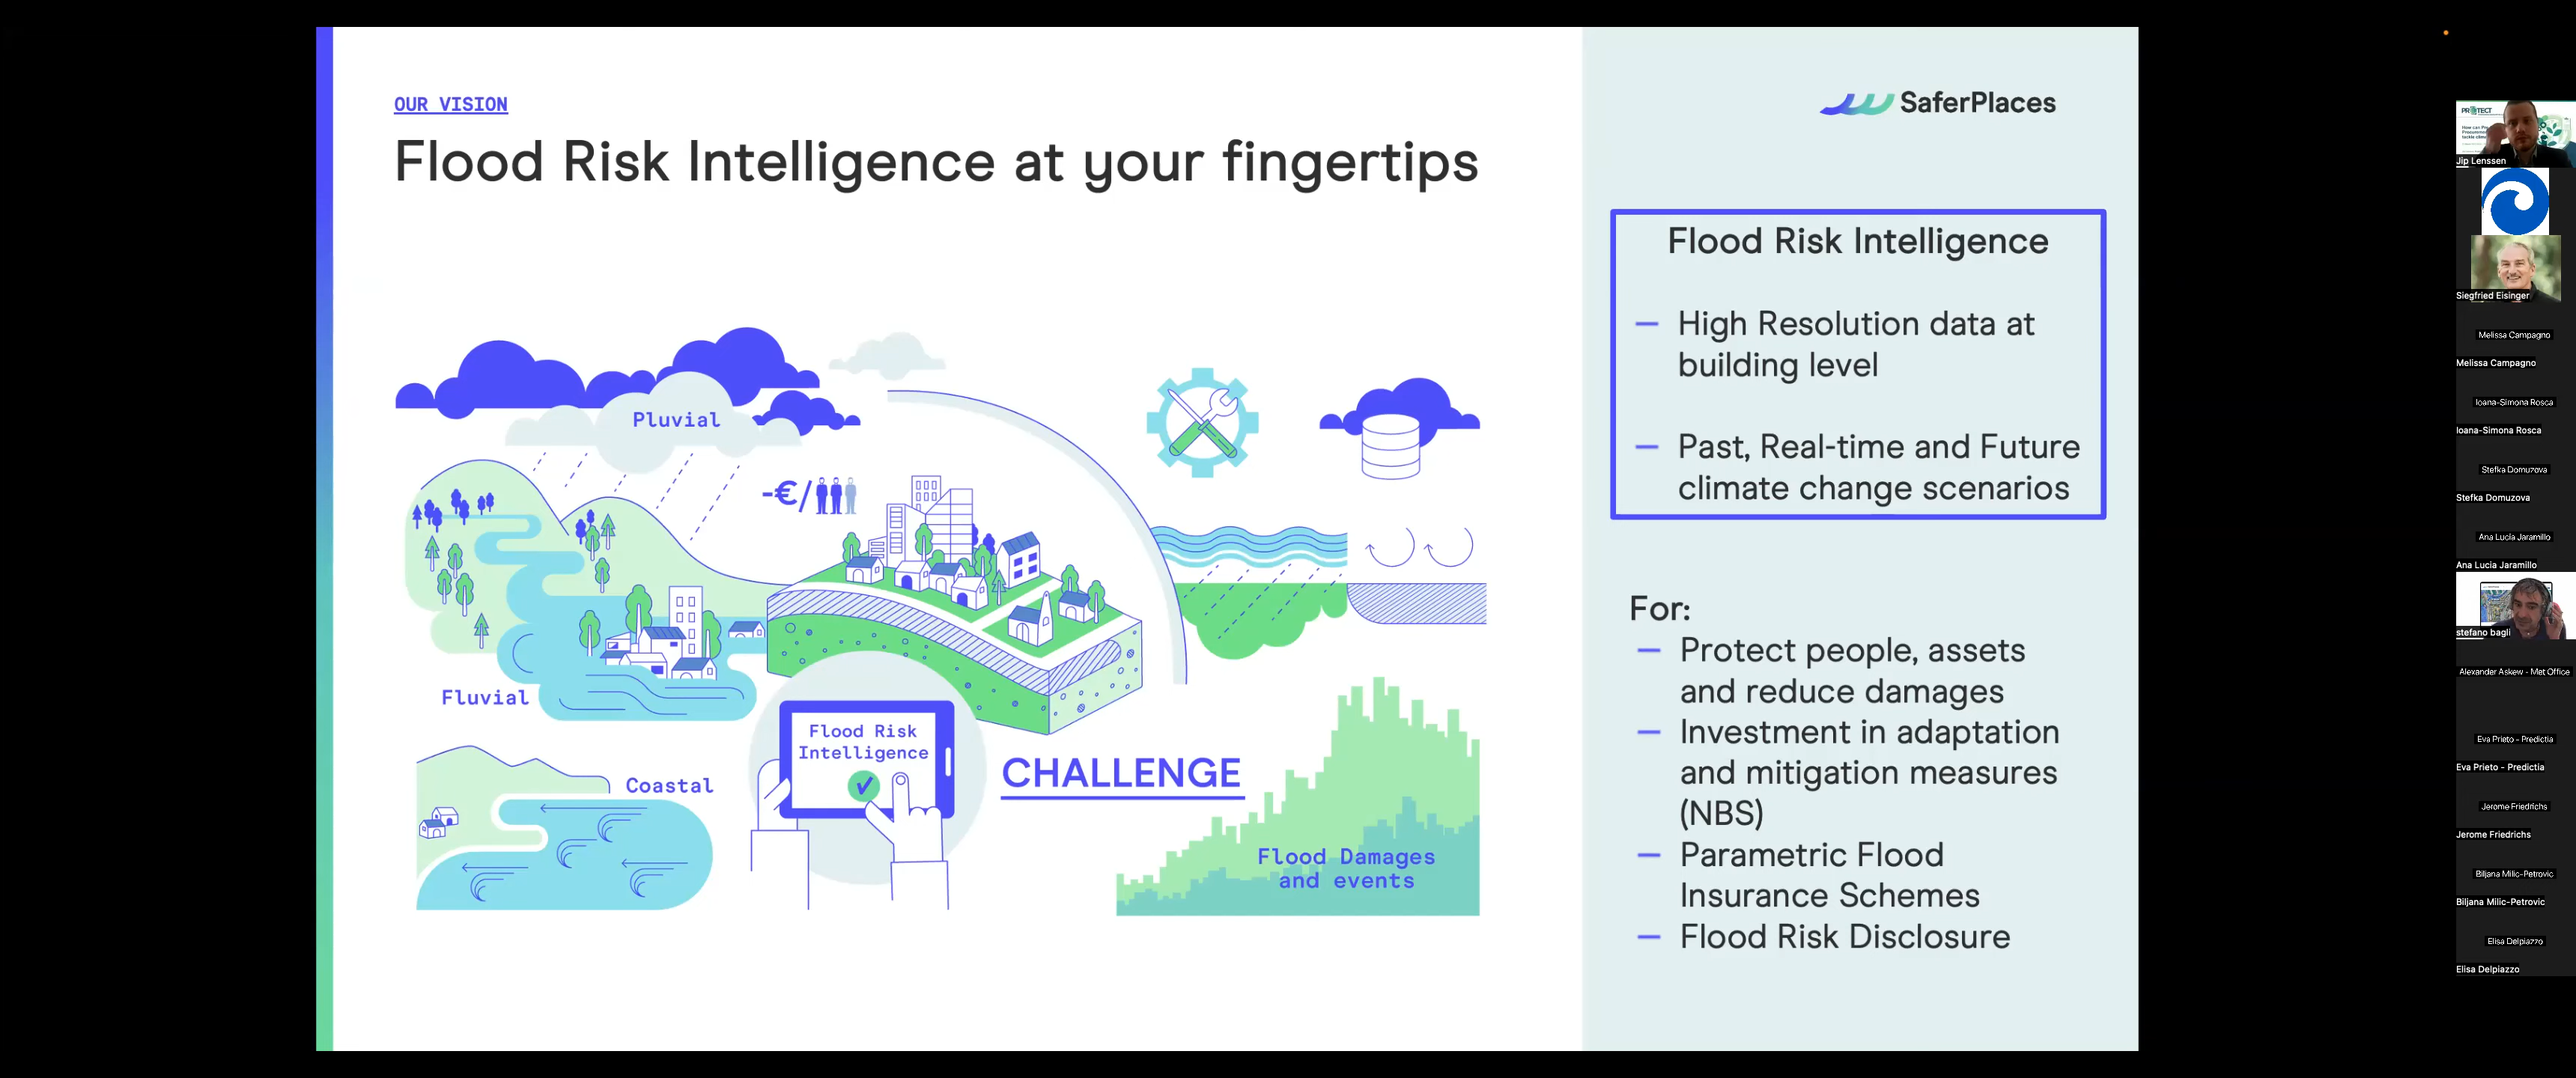 OUR VISION
Flood Risk Intelligence at your fingertips
Pluvial
-€/
Fluvial
Coastal
Flood Risk
Intelligence
CHALLENGE
Flood Damages
and events
SaferPlaces
Flood Risk Intelligence
— High Resolution data at
building level
— Past, Real-time and Future
climate change scenarios
For:
— Protect people, assets
and reduce damages
— Investment in adaptation
and mitigation measures
(NBS)
— Parametric Flood
Insurance Schemes
— Flood Risk Disclosure
PROTECT
Jip Lenssen
Siegfried Eisinger
Melissa Campagno
Melissa Campagno
Ioana-Simona Rosca
Ioana-Simona Rosca
Stefka Domuzova
Stefka Domuzova
Ana Lucia Jaramillo
Ana Lucia Jaramillo
stefano bagli
Alexander Askew - Met Office
Eva Prieto - Predictia
Eva Prieto - Predictia
Jerome Friedrichs
Jerome Friedrichs
Biljana Milic-Petrovic
Biljana Milic-Petrovic
Elisa Delpiazzo
Elisa Delpiazzo